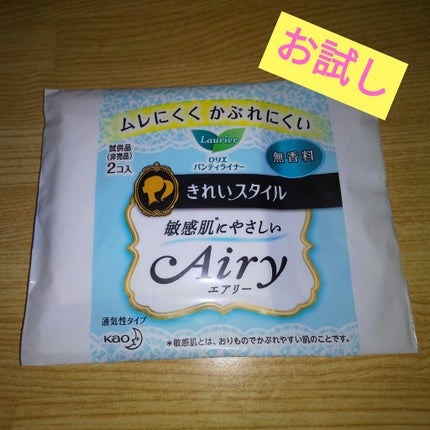 お試し
ムレにくく かぶれにくい
Laurier
試供品
(非売品)
2コ入
ロリエ
パンティライナー
無香料
きれいスタイル
敏感肌*にやさしい
Airy
エアリー
通気性タイプ
Kao
*敏感肌とは、おりものでかぶれやすい肌のことです。